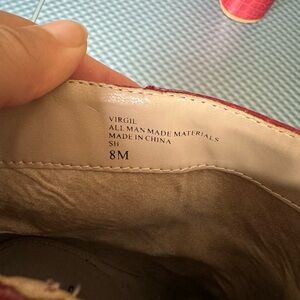 VIRGIL
ALL MAN MADE MATERIALS
MADE IN CHINA
SH
8M